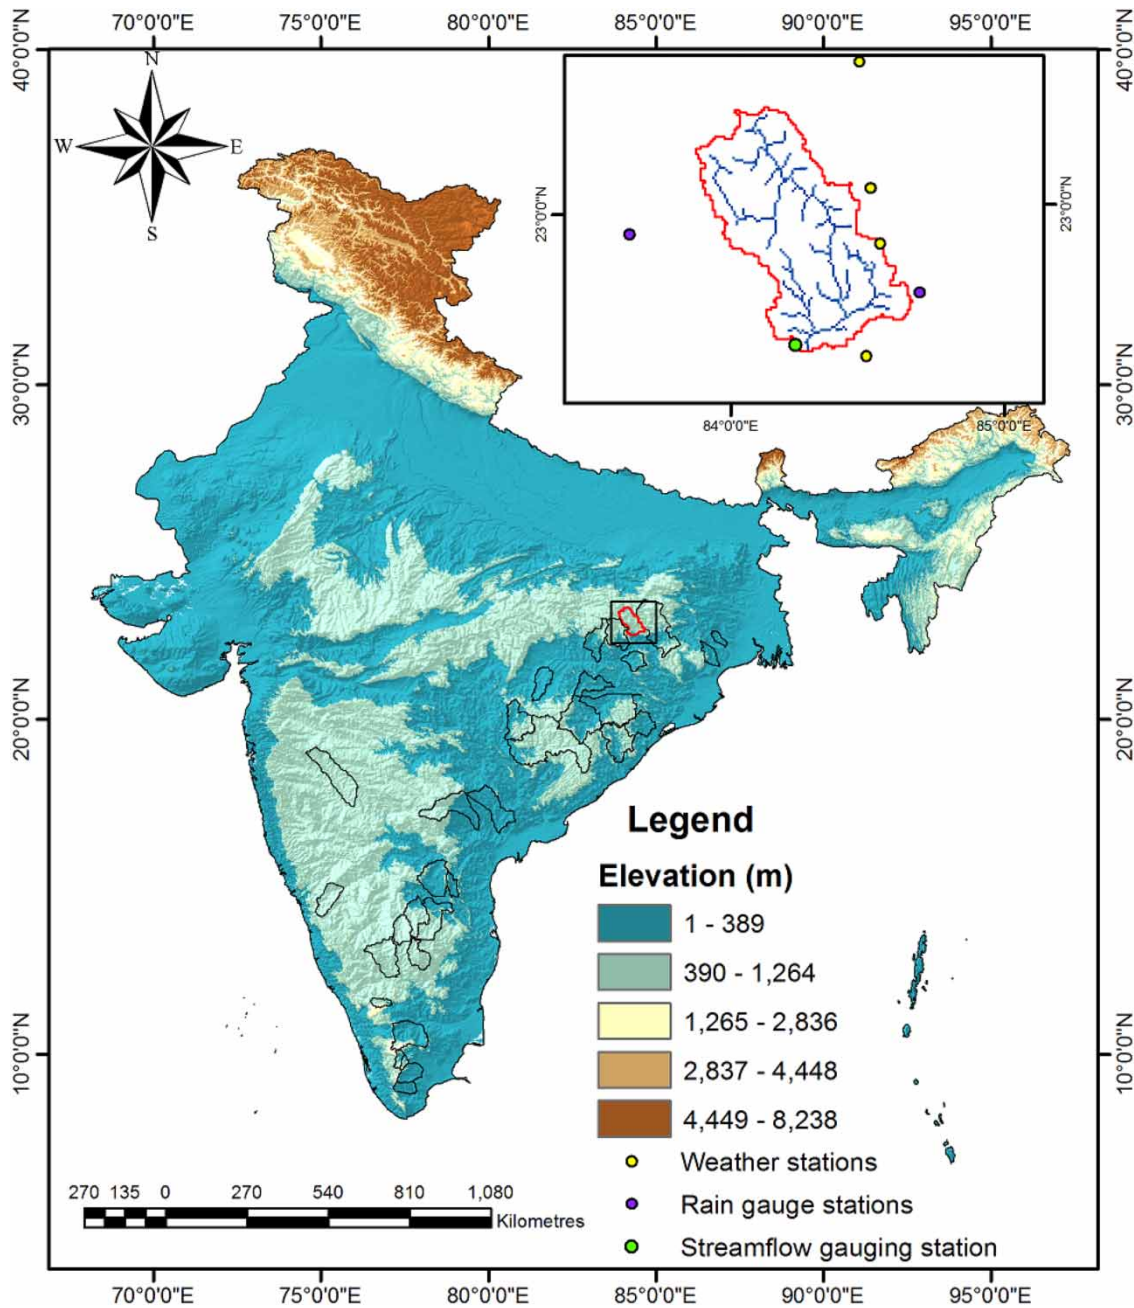 70°0'0"E 75°0'0"E 80°0'0"E 85°0'0"E 90°0'0"E 95°0'0"E
40°0'0"N 40°0'0"N
N
W E
S
23°0'0"N 23°0'0"N
84°0'0"E 85°0'0"E
30°0'0"N 30°0'0"N
20°0'0"N 20°0'0"N
Legend
Elevation (m)
1 - 389
390 - 1,264
1,265 - 2,836
2,837 - 4,448
4,449 - 8,238
Weather stations
Rain gauge stations
Streamflow gauging station
10°0'0"N 10°0'0"N
270 135 0 270 540 810 1,080
Kilometres
70°0'0"E 75°0'0"E 80°0'0"E 85°0'0"E 90°0'0"E 95°0'0"E